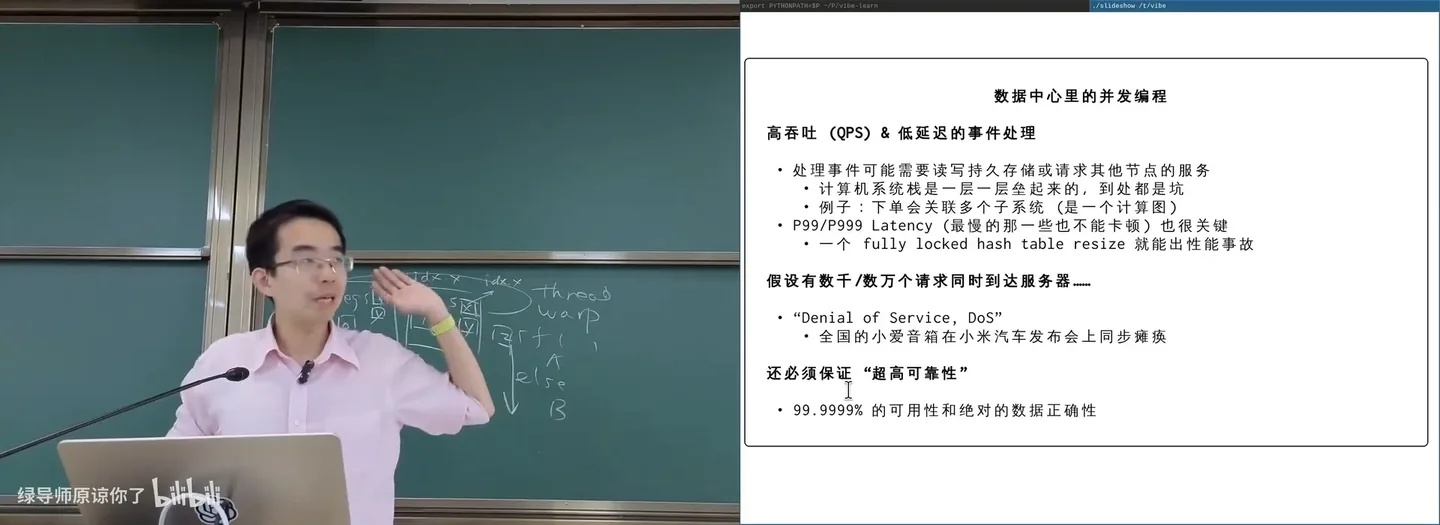 export PYTHONPATH=$P ~/P/vibe-learn
./slideshow /t/vibe
数据中心里的并发编程
高吞吐 (QPS) & 低延迟的事件处理
• 处理事件可能需要读写持久存储或请求其他节点的服务
• 计算机系统栈是一层一层垒起来的，到处都是坑
• 例子：下单会关联多个子系统 (是一个计算图)
• P99/P999 Latency (最慢的那一些也不能卡顿) 也很关键
• 一个 fully locked hash table resize 就能出性能事故
假设有数千/数万个请求同时到达服务器……
• “Denial of Service, DoS”
• 全国的小爱音箱在小米汽车发布会上同步瘫痪
还必须保证 “超高可靠性”
• 99.9999% 的可用性和绝对的数据正确性
idx x
idx x
thread
warp
if
A
else
B
绿导师原谅你了 bilibili